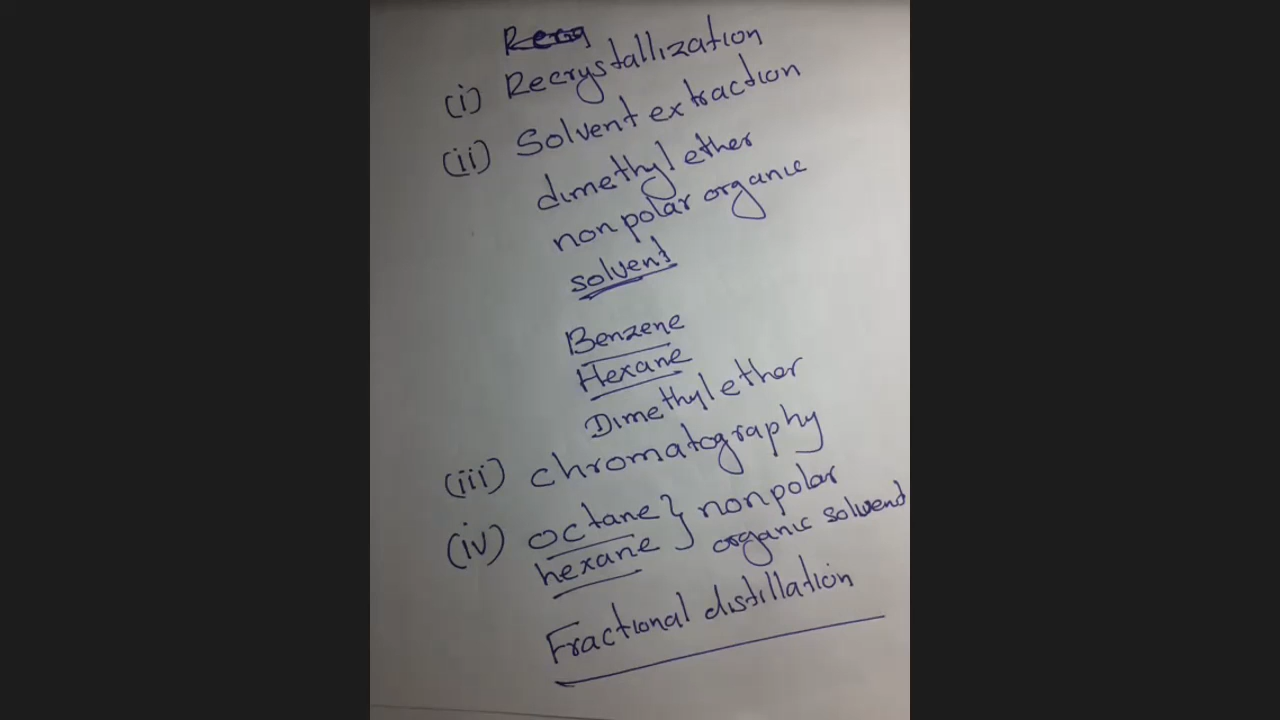 (i) Recrystallization
(ii) Solvent extraction
dimethyl ether
non polar organic
solvent
Benzene
Hexane
Dimethyl ether
(iii) chromatography
(iv) octane } nonpolar
hexane organic solvent
Fractional distillation